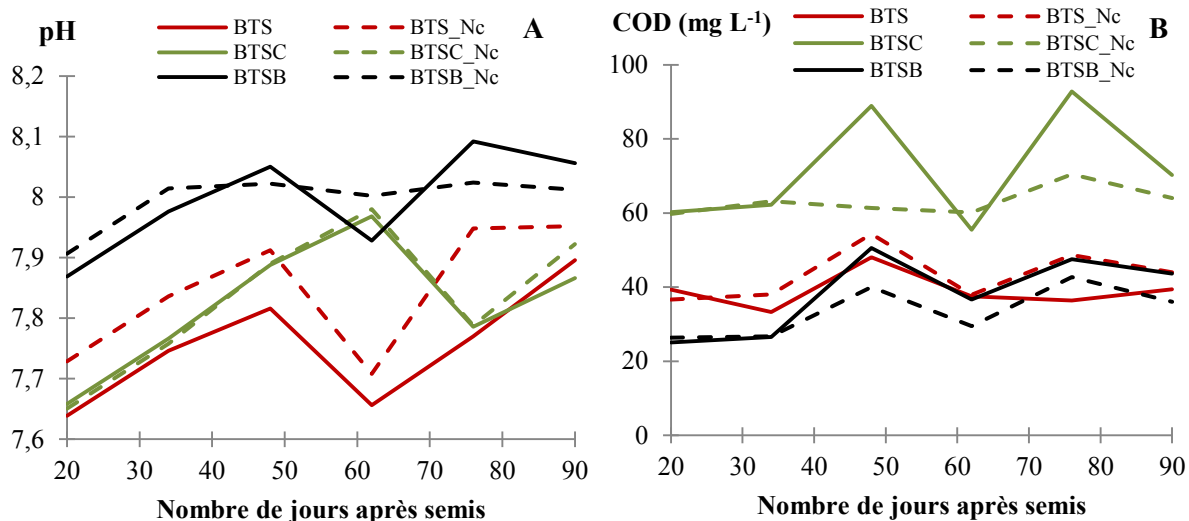 pH
BTS
BTS_Nc
A
BTSC
BTSC_Nc
BTSB
BTSB_Nc
8,2
8,1
8
7,9
7,8
7,7
7,6
20 30 40 50 60 70 80 90
Nombre de jours après semis
COD (mg L-1)
BTS
BTS_Nc
B
BTSC
BTSC_Nc
BTSB
BTSB_Nc
100
80
60
40
20
0
20 30 40 50 60 70 80 90
Nombre de jours après semis